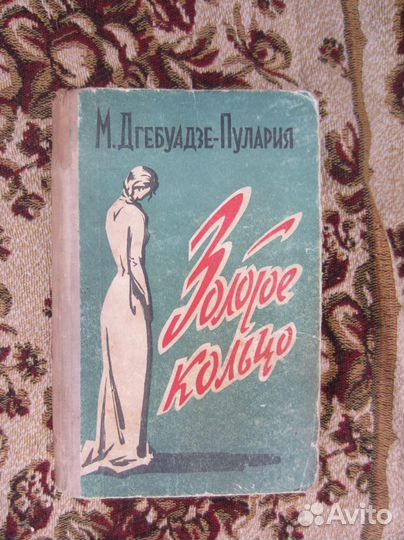 М. Дгебуадзе-Пулария
Золотое
кольцо
Avito